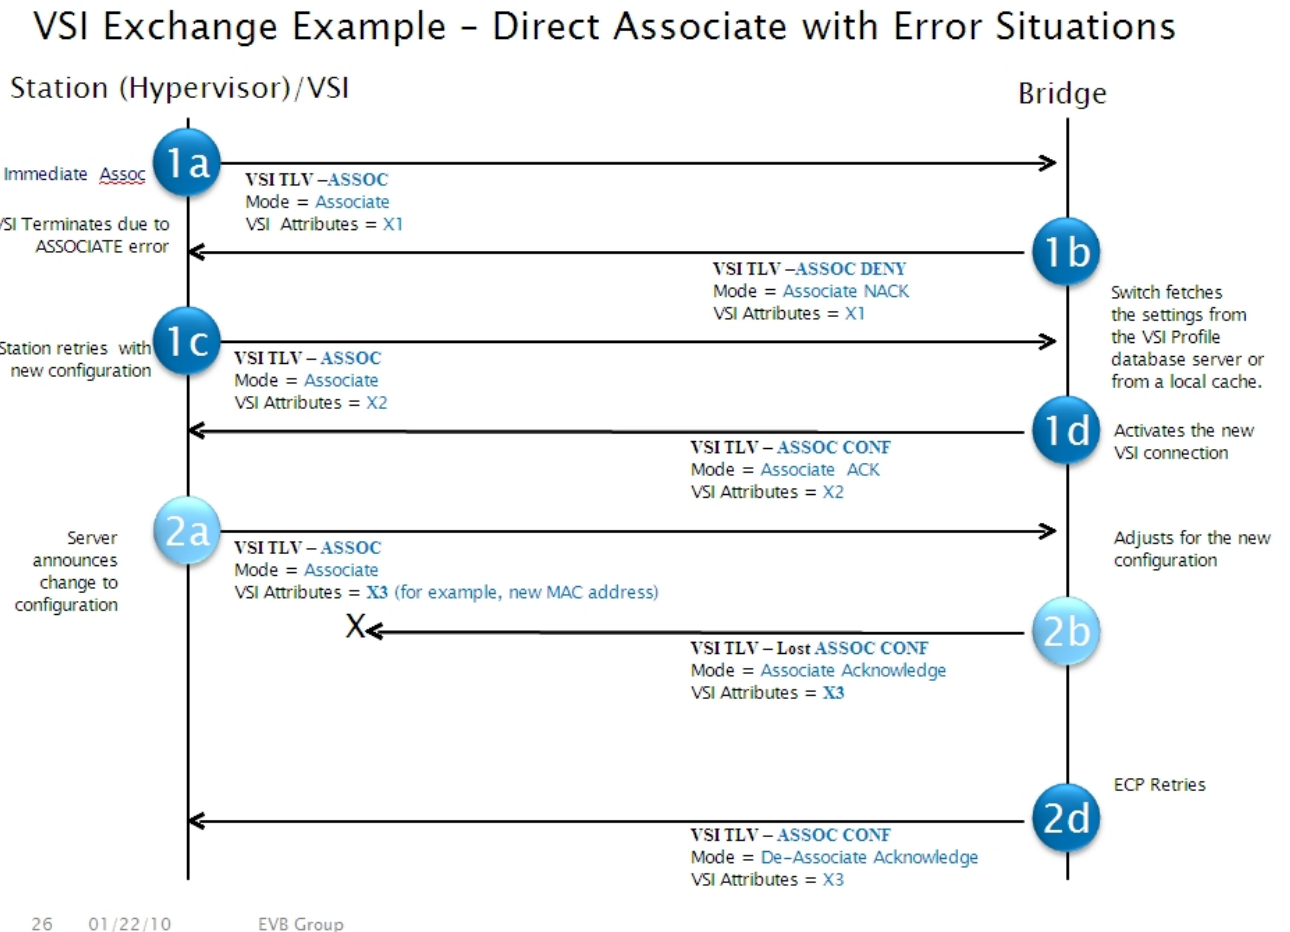 VSI Exchange Example – Direct Associate with Error Situations
Station (Hypervisor)/VSI
Bridge
1a
Immediate Assoc
VSI TLV –ASSOC
Mode = Associate
VSI Attributes = X1
VSI Terminates due to
ASSOCIATE error
1b
VSI TLV –ASSOC DENY
Mode = Associate NACK
VSI Attributes = X1
Switch fetches
the settings from
the VSI Profile
database server or
from a local cache.
1c
Station retries with
new configuration
VSI TLV – ASSOC
Mode = Associate
VSI Attributes = X2
1d
Activates the new
VSI connection
VSI TLV – ASSOC CONF
Mode = Associate ACK
VSI Attributes = X2
2a
Server
announces
change to
configuration
VSI TLV – ASSOC
Mode = Associate
VSI Attributes = X3 (for example, new MAC address)
Adjusts for the new
configuration
X
2b
VSI TLV – Lost ASSOC CONF
Mode = Associate Acknowledge
VSI Attributes = X3
ECP Retries
2d
VSI TLV – ASSOC CONF
Mode = De-Associate Acknowledge
VSI Attributes = X3
26 01/22/10 EVB Group